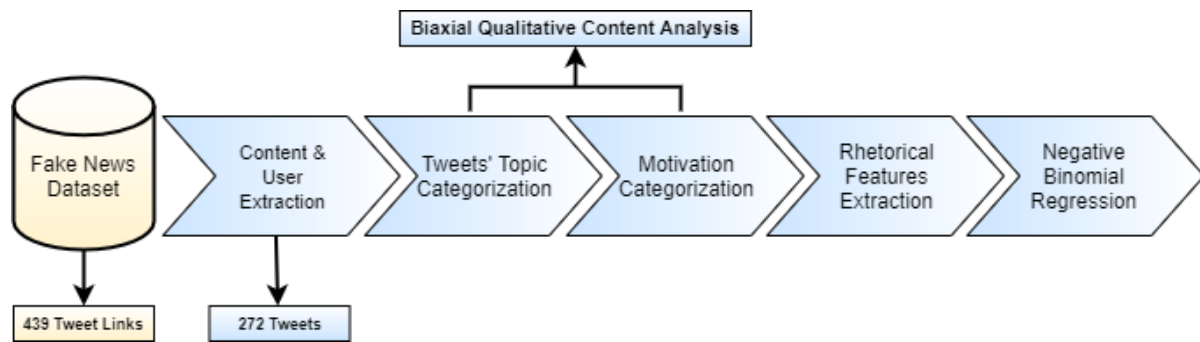 Biaxial Qualitative Content Analysis
Fake News
Dataset
Content &
User
Extraction
Tweets' Topic
Categorization
Motivation
Categorization
Rhetorical
Features
Extraction
Negative
Binomial
Regression
439 Tweet Links
272 Tweets